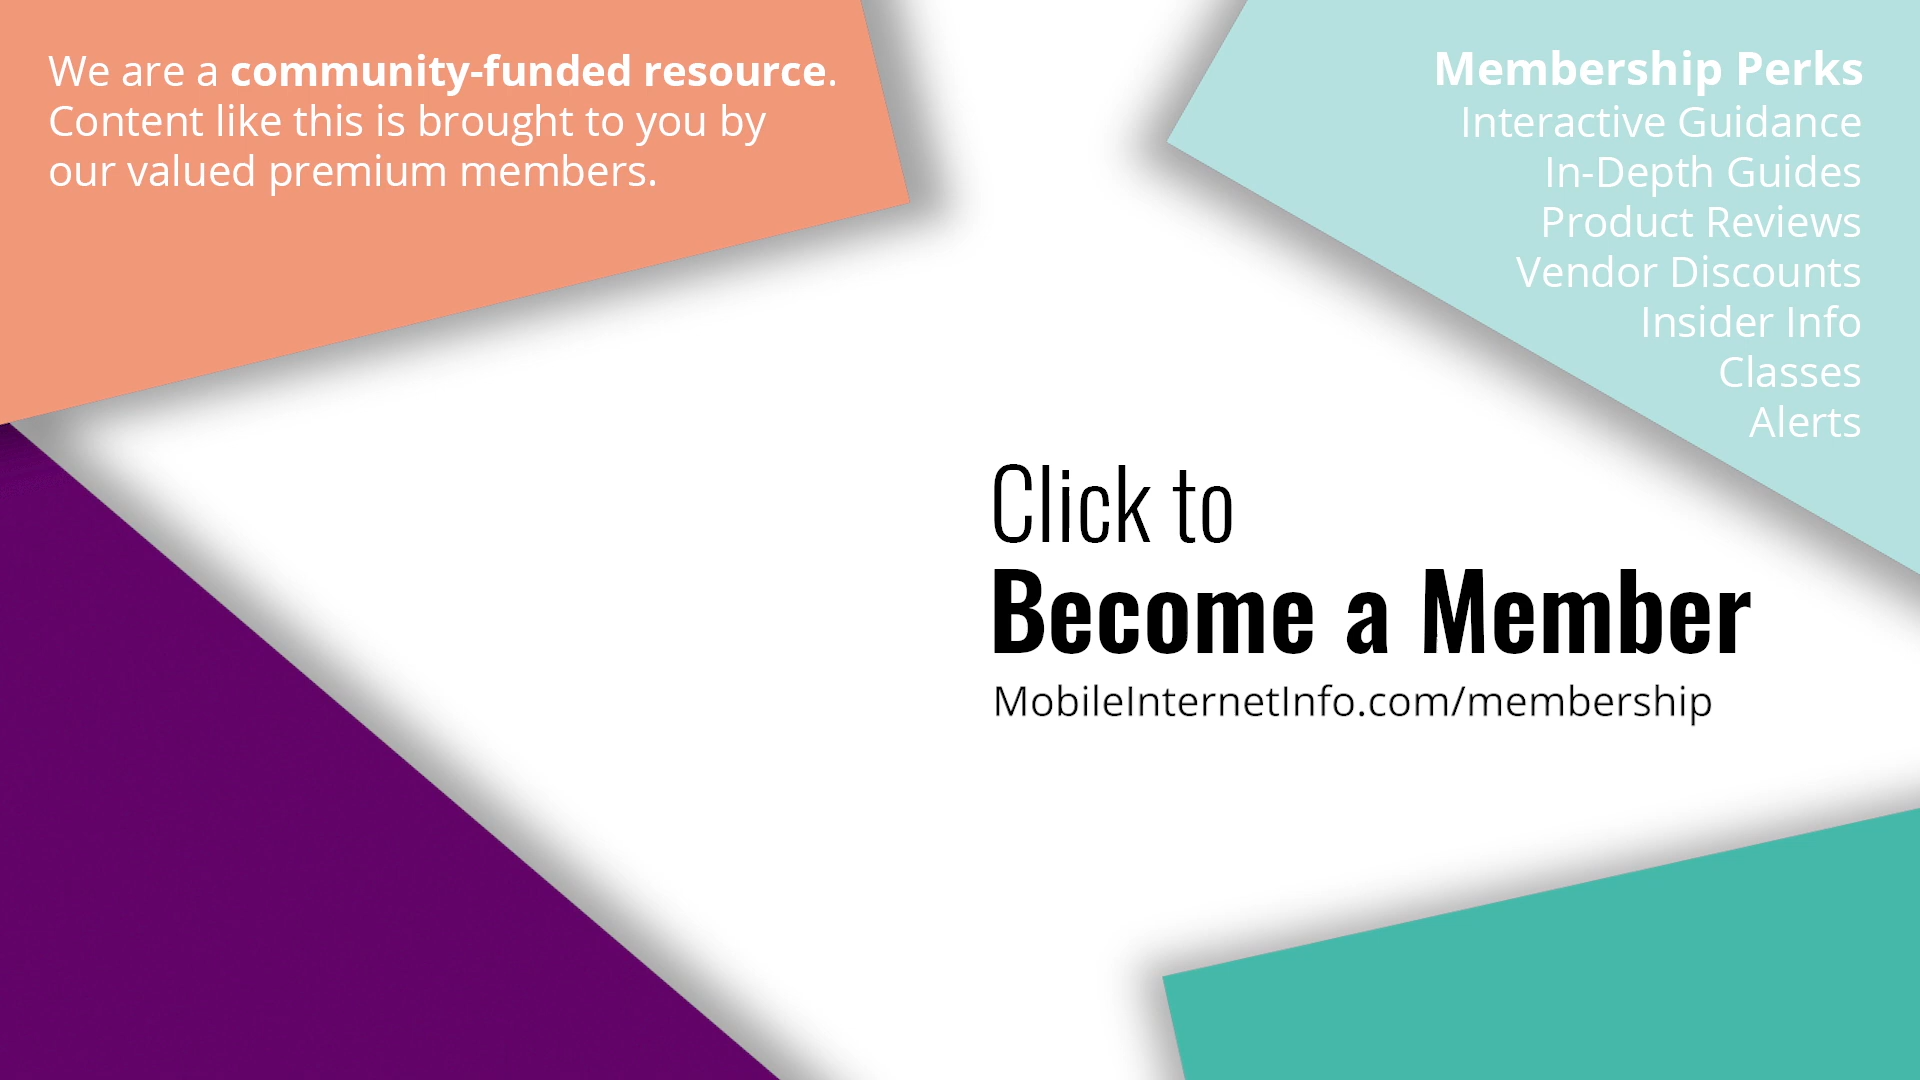 We are a community-funded resource.
Content like this is brought to you by
our valued premium members.
Membership Perks
Interactive Guidance
In-Depth Guides
Product Reviews
Vendor Discounts
Insider Info
Classes
Alerts
Click to
Become a Member
MobileInternetInfo.com/membership